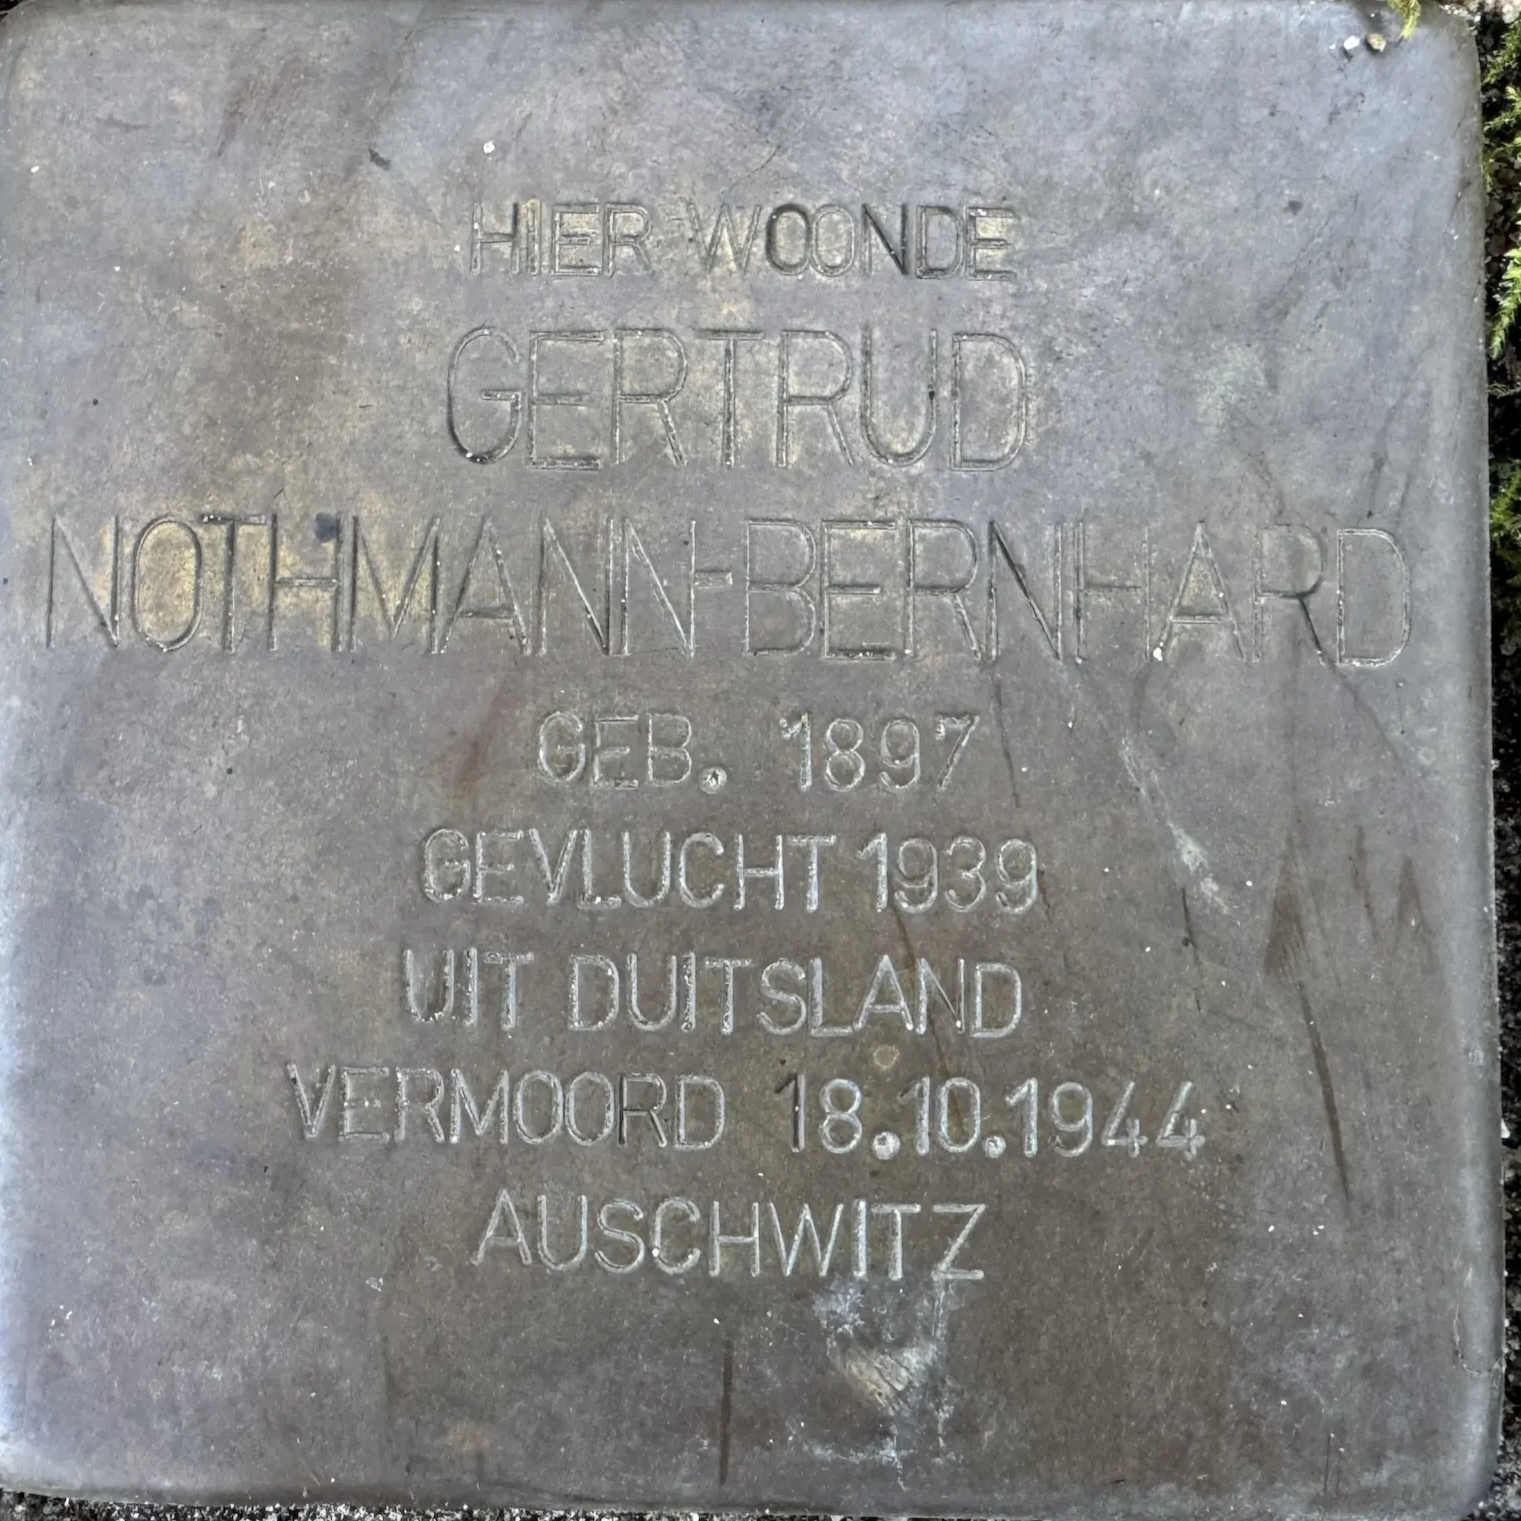 HIER WOONDE
GERTRUD
NOTHMANN-BERNHARD
GEB. 1897
GEVLUCHT 1939
UIT DUITSLAND
VERMOORD 18.10.1944
AUSCHWITZ